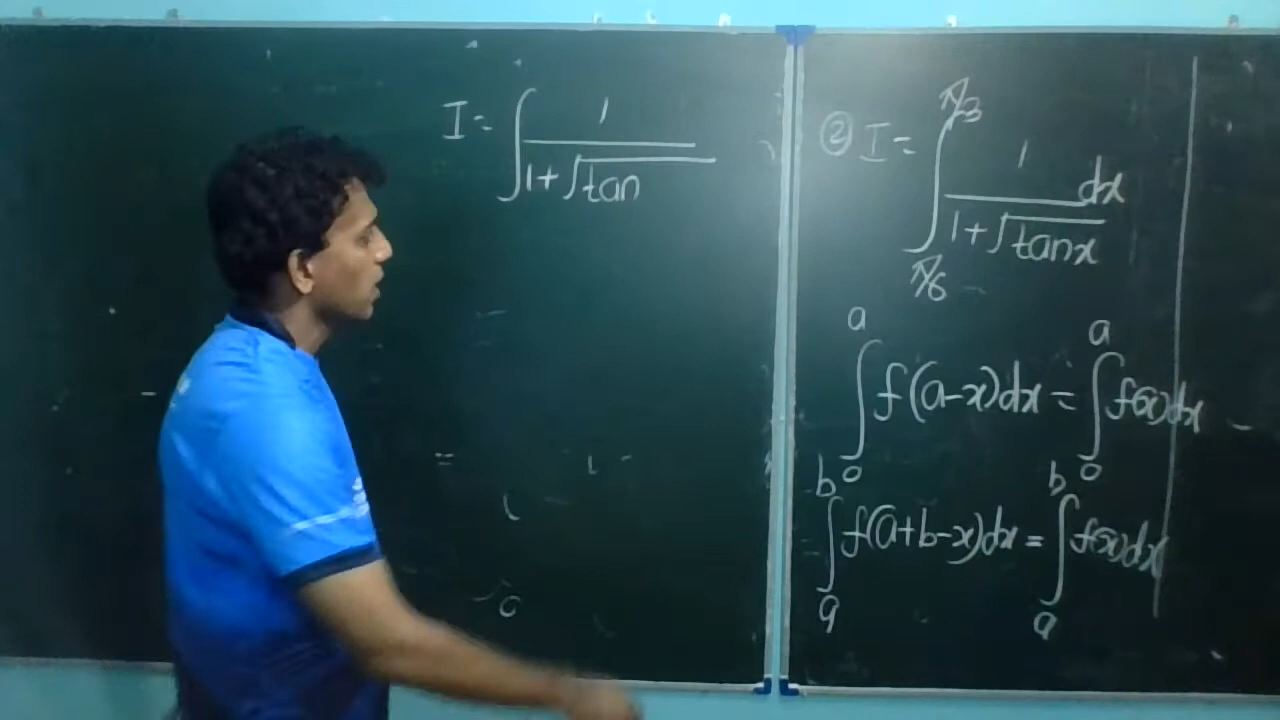 I = ∫ 1 / 1+√tan
② I = ∫_{π/6}^{π/3} 1 / 1+√tanx dx
∫_0^a f(a-x)dx = ∫_0^a f(x)dx
∫_a^b f(a+b-x)dx = ∫_a^b f(x)dx